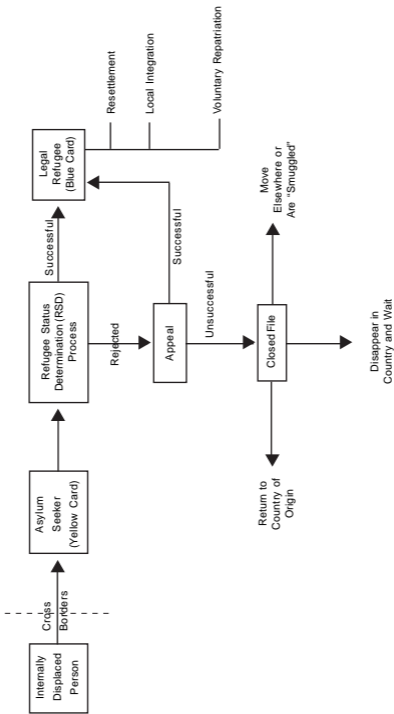 Internally
Displaced
Person
Cross
Borders
Asylum
Seeker
(Yellow Card)
Refugee Status
Determination (RSD)
Process
Successful
Legal
Refugee
(Blue Card)
Resettlement
Local Integration
Voluntary Repatriation
Rejected
Appeal
Successful
Unsuccessful
Closed File
Return to
Country of
Origin
Move
Elsewhere or
Are "Smuggled"
Disappear in
Country and Wait